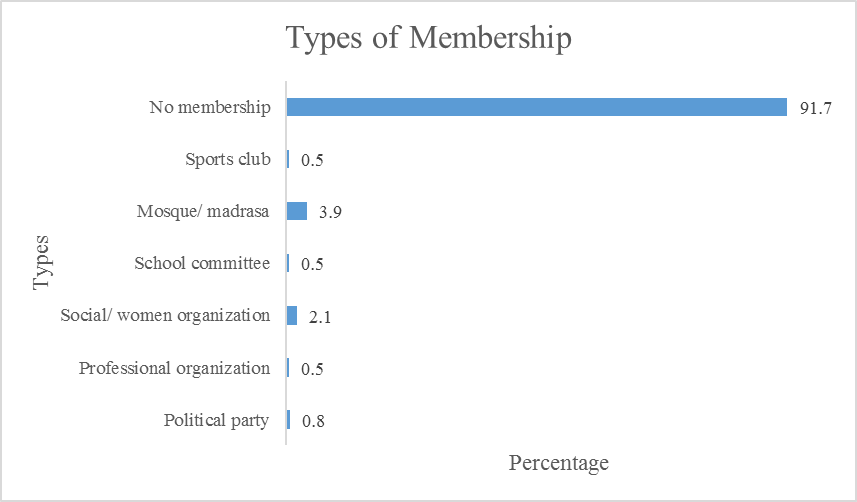 Types of Membership
No membership
91.7
Sports club
0.5
Mosque/ madrasa
3.9
School committee
0.5
Social/ women organization
2.1
Professional organization
0.5
Political party
0.8
Types
Percentage